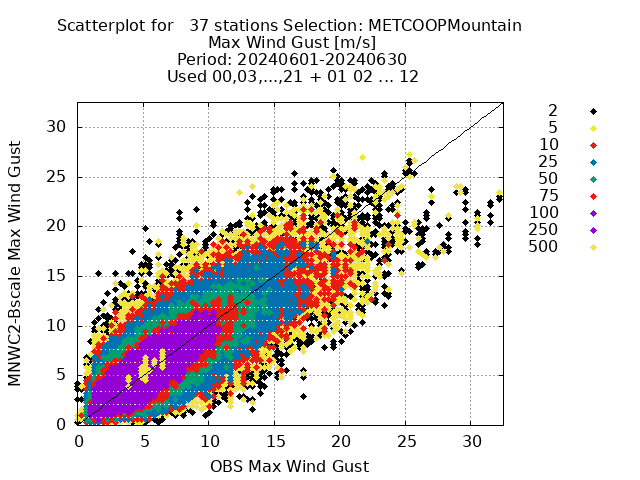 Scatterplot for   37 stations Selection: METCOOPMountain
Max Wind Gust [m/s]
Period: 20240601-20240630
Used 00,03,...,21 + 01 02 ... 12
MNWC2-Bscale Max Wind Gust
30
25
20
15
10
5
0
0 5 10 15 20 25 30
OBS Max Wind Gust
2
5
10
25
50
75
100
250
500